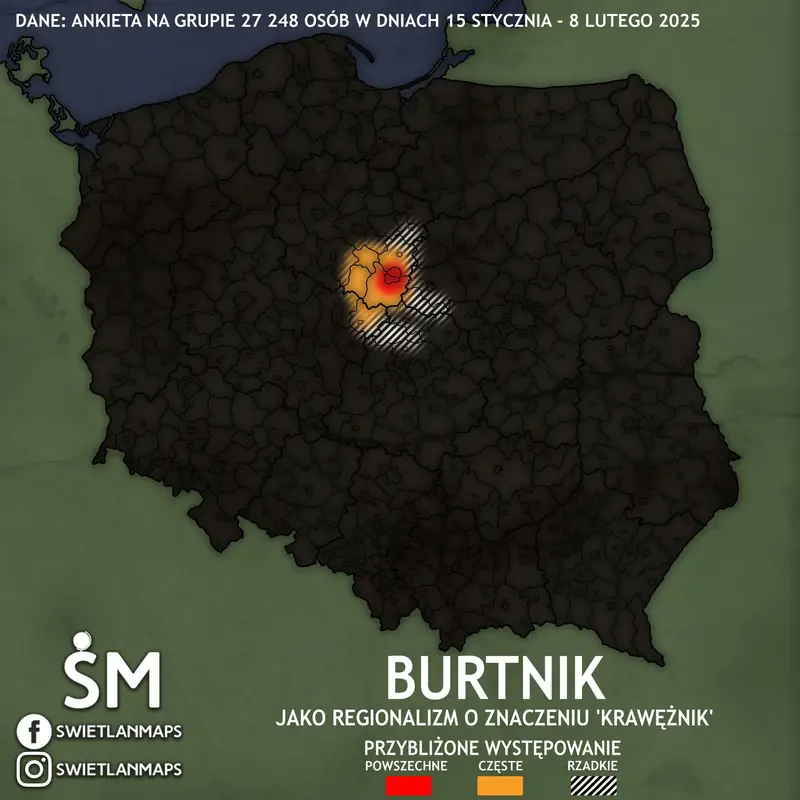 DANE: ANKIETA NA GRUPIE 27 248 OSÓB W DNIACH 15 STYCZNIA - 8 LUTEGO 2025
ŚM
SWIETLANMAPS
SWIETLANMAPS
BURTNIK
JAKO REGIONALIZM O ZNACZENIU 'KRAWĘŻNIK'
PRZYBLIŻONE WYSTĘPOWANIE
POWSZECHNE CZĘSTE RZADKIE